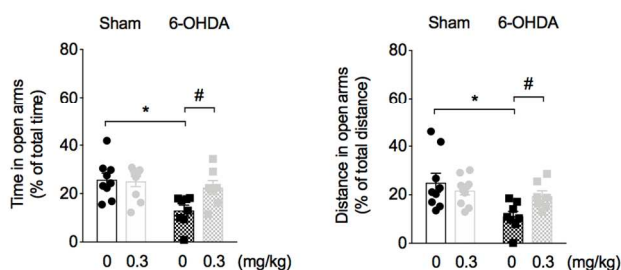 Sham 6-OHDA
Time in open arms
(% of total time)
80
60
40
20
0
*
#
0 0.3 0 0.3 (mg/kg)
Sham 6-OHDA
Distance in open arms
(% of total distance)
80
60
40
20
0
*
#
0 0.3 0 0.3 (mg/kg)